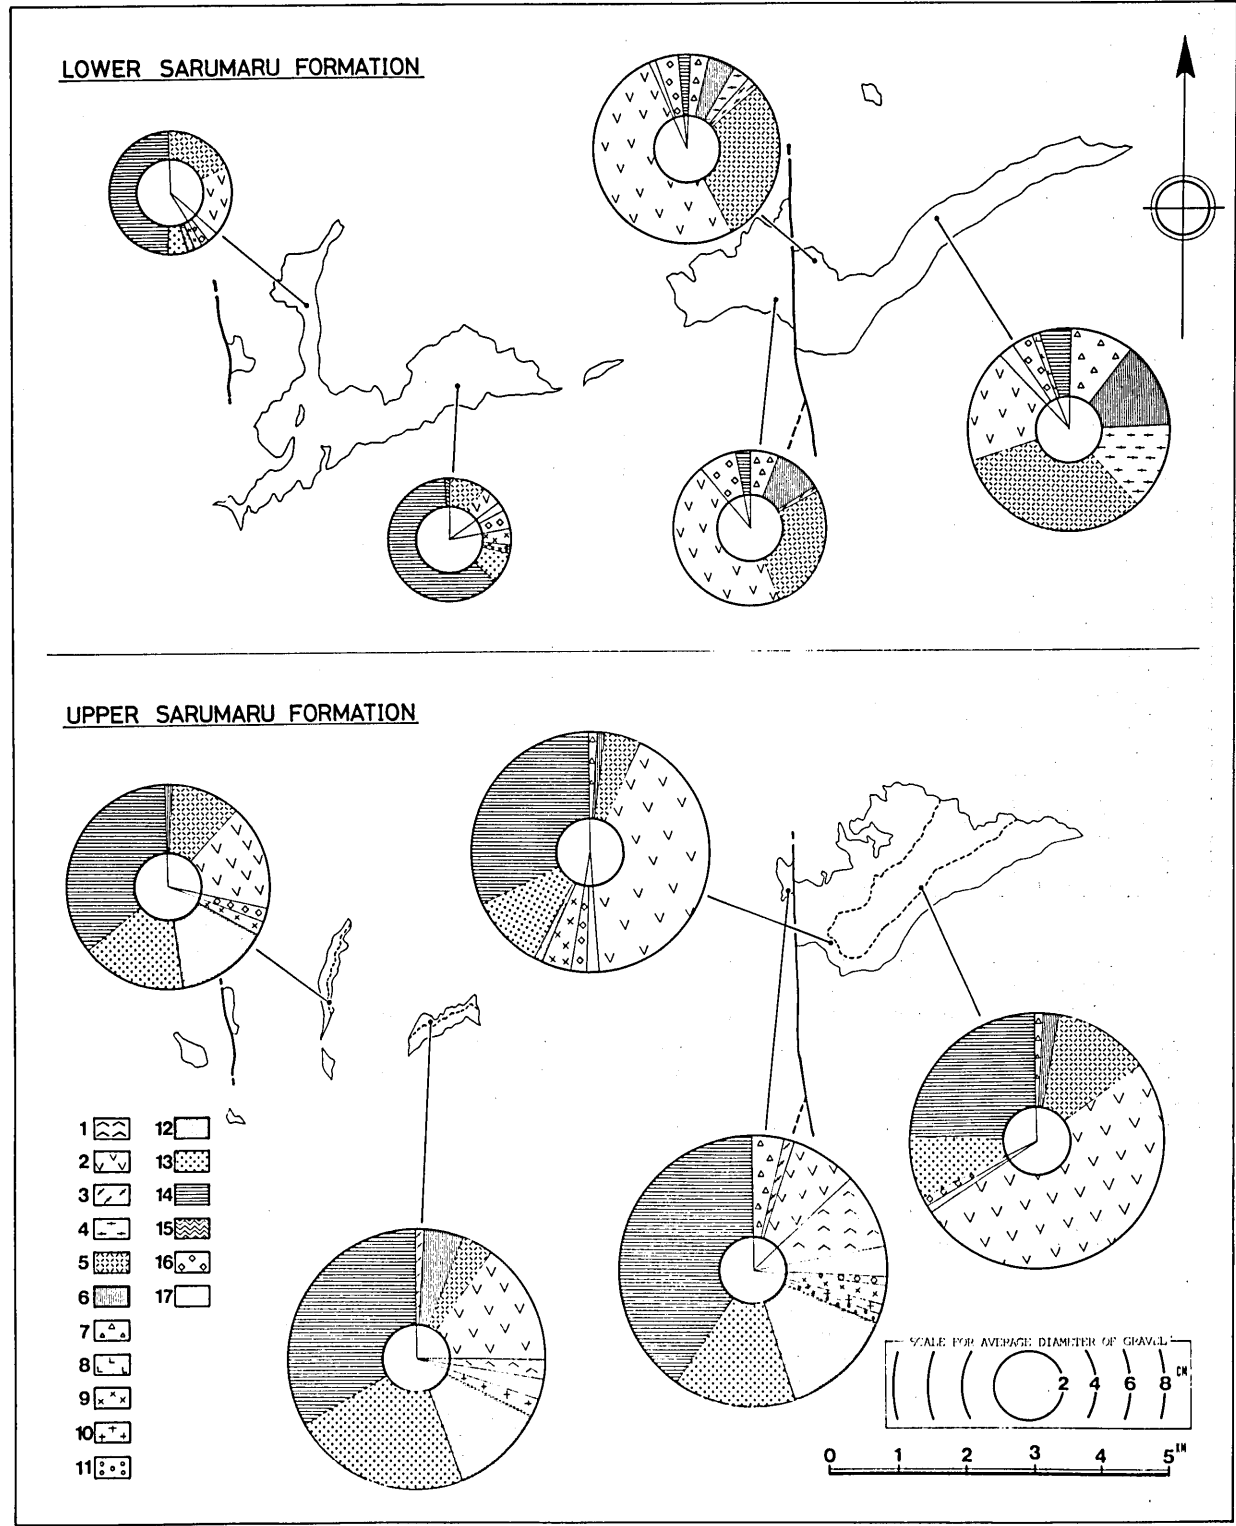 LOWER SARUMARU FORMATION
UPPER SARUMARU FORMATION
1 12
2 13
3 14
4 15
5 16
6 17
7
8
9
10
11
SCALE FOR AVERAGE DIAMETER OF GRAVEL
2 4 6 8 CM
0 1 2 3 4 5 KM